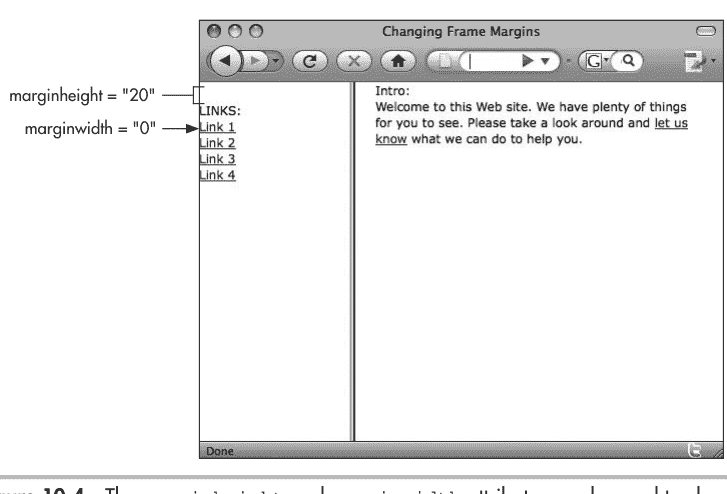 Changing Frame Margins
G
marginheight = "20"
marginwidth = "0"
LINKS:
Link 1
Link 2
Link 3
Link 4
Intro:
Welcome to this Web site. We have plenty of things
for you to see. Please take a look around and let us
know what we can do to help you.
Done